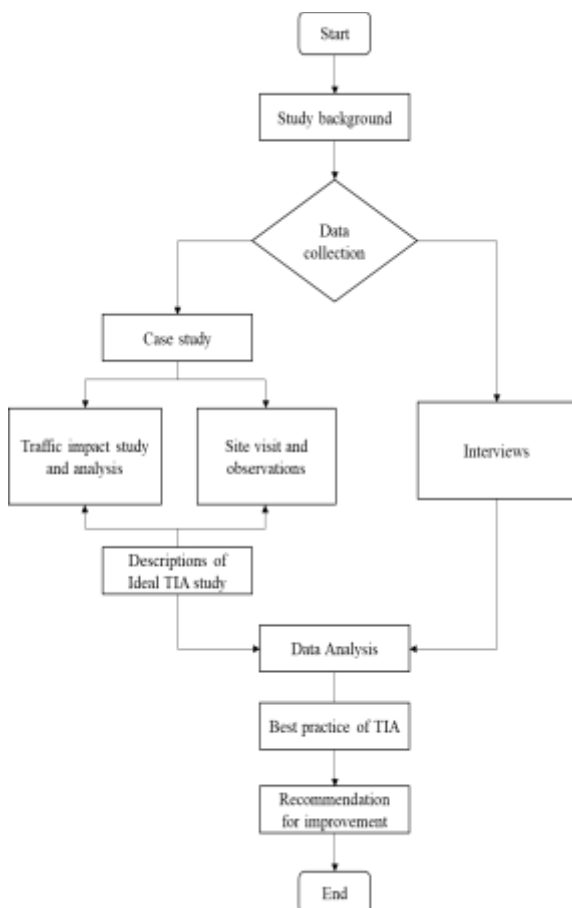 Start
Study background
Data
collection
Case study
Traffic impact study
and analysis
Site visit and
observations
Interviews
Descriptions of
Ideal TIA study
Data Analysis
Best practice of TIA
Recommendation
for improvement
End